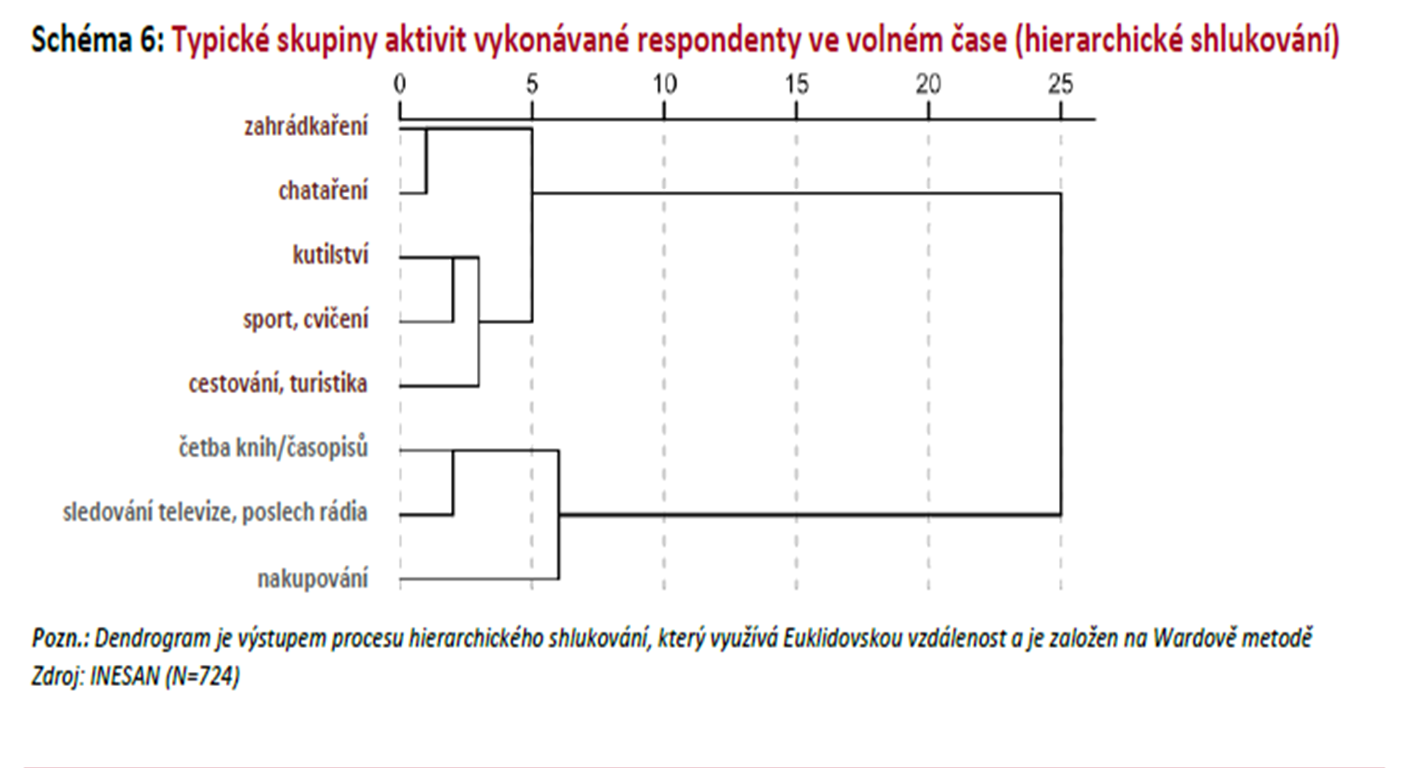 Schéma 6: Typické skupiny aktivit vykonávané respondenty ve volném čase (hierarchické shlukování)
0 5 10 15 20 25
zahrádkaření
chataření
kutilství
sport, cvičení
cestování, turistika
četba knih/časopisů
sledování televize, poslech rádia
nakupování
Pozn.: Dendrogram je výstupem procesu hierarchického shlukování, který využívá Euklidovskou vzdálenost a je založen na Wardově metodě
Zdroj: INESAN (N=724)